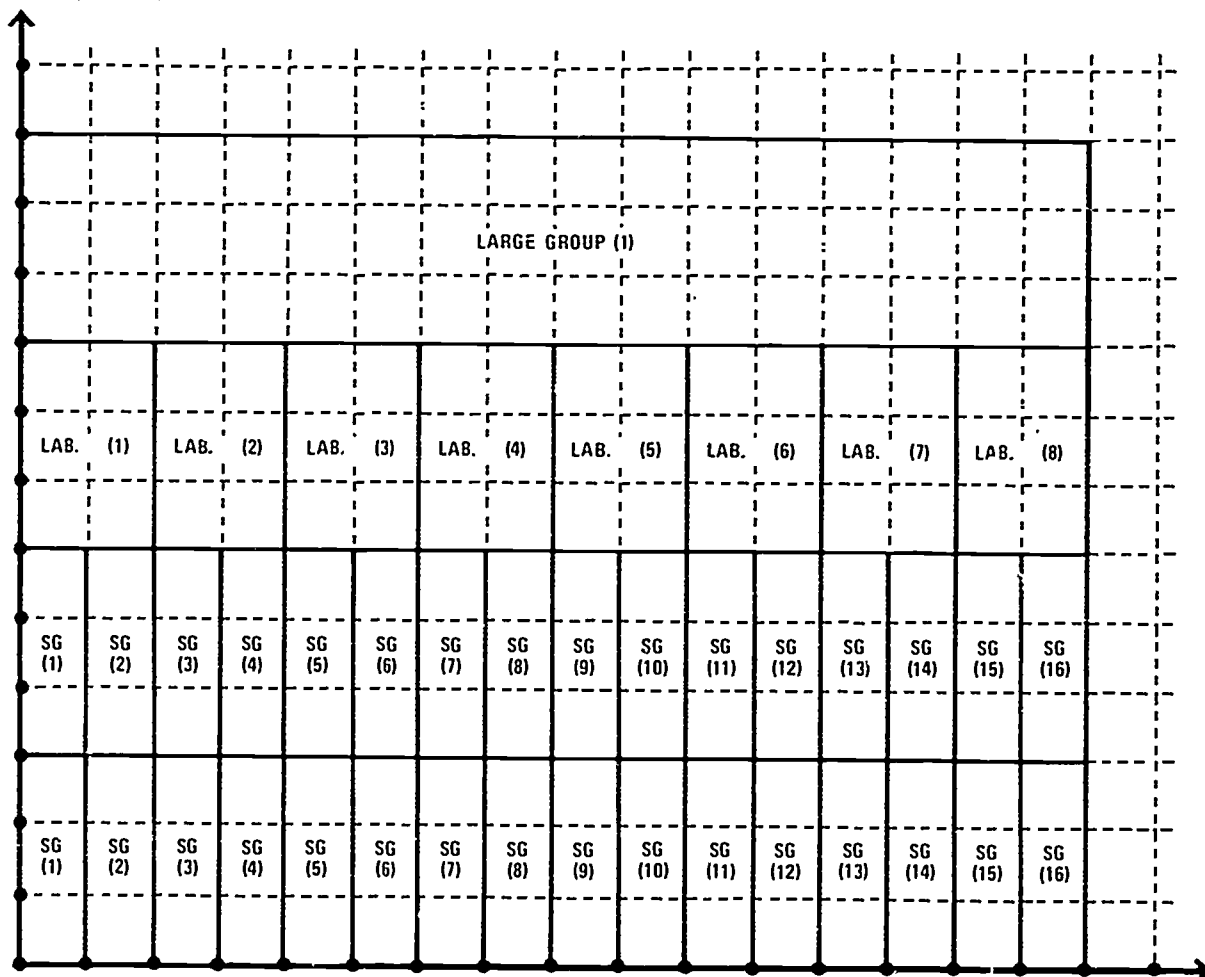 LARGE GROUP (1)
LAB. (1) LAB. (2) LAB. (3) LAB. (4) LAB. (5) LAB. (6) LAB. (7) LAB. (8)
SG SG SG SG SG SG SG SG SG SG SG SG SG SG SG SG
(1) (2) (3) (4) (5) (6) (7) (8) (9) (10) (11) (12) (13) (14) (15) (16)
SG SG SG SG SG SG SG SG SG SG SG SG SG SG SG SG
(1) (2) (3) (4) (5) (6) (7) (8) (9) (10) (11) (12) (13) (14) (15) (16)